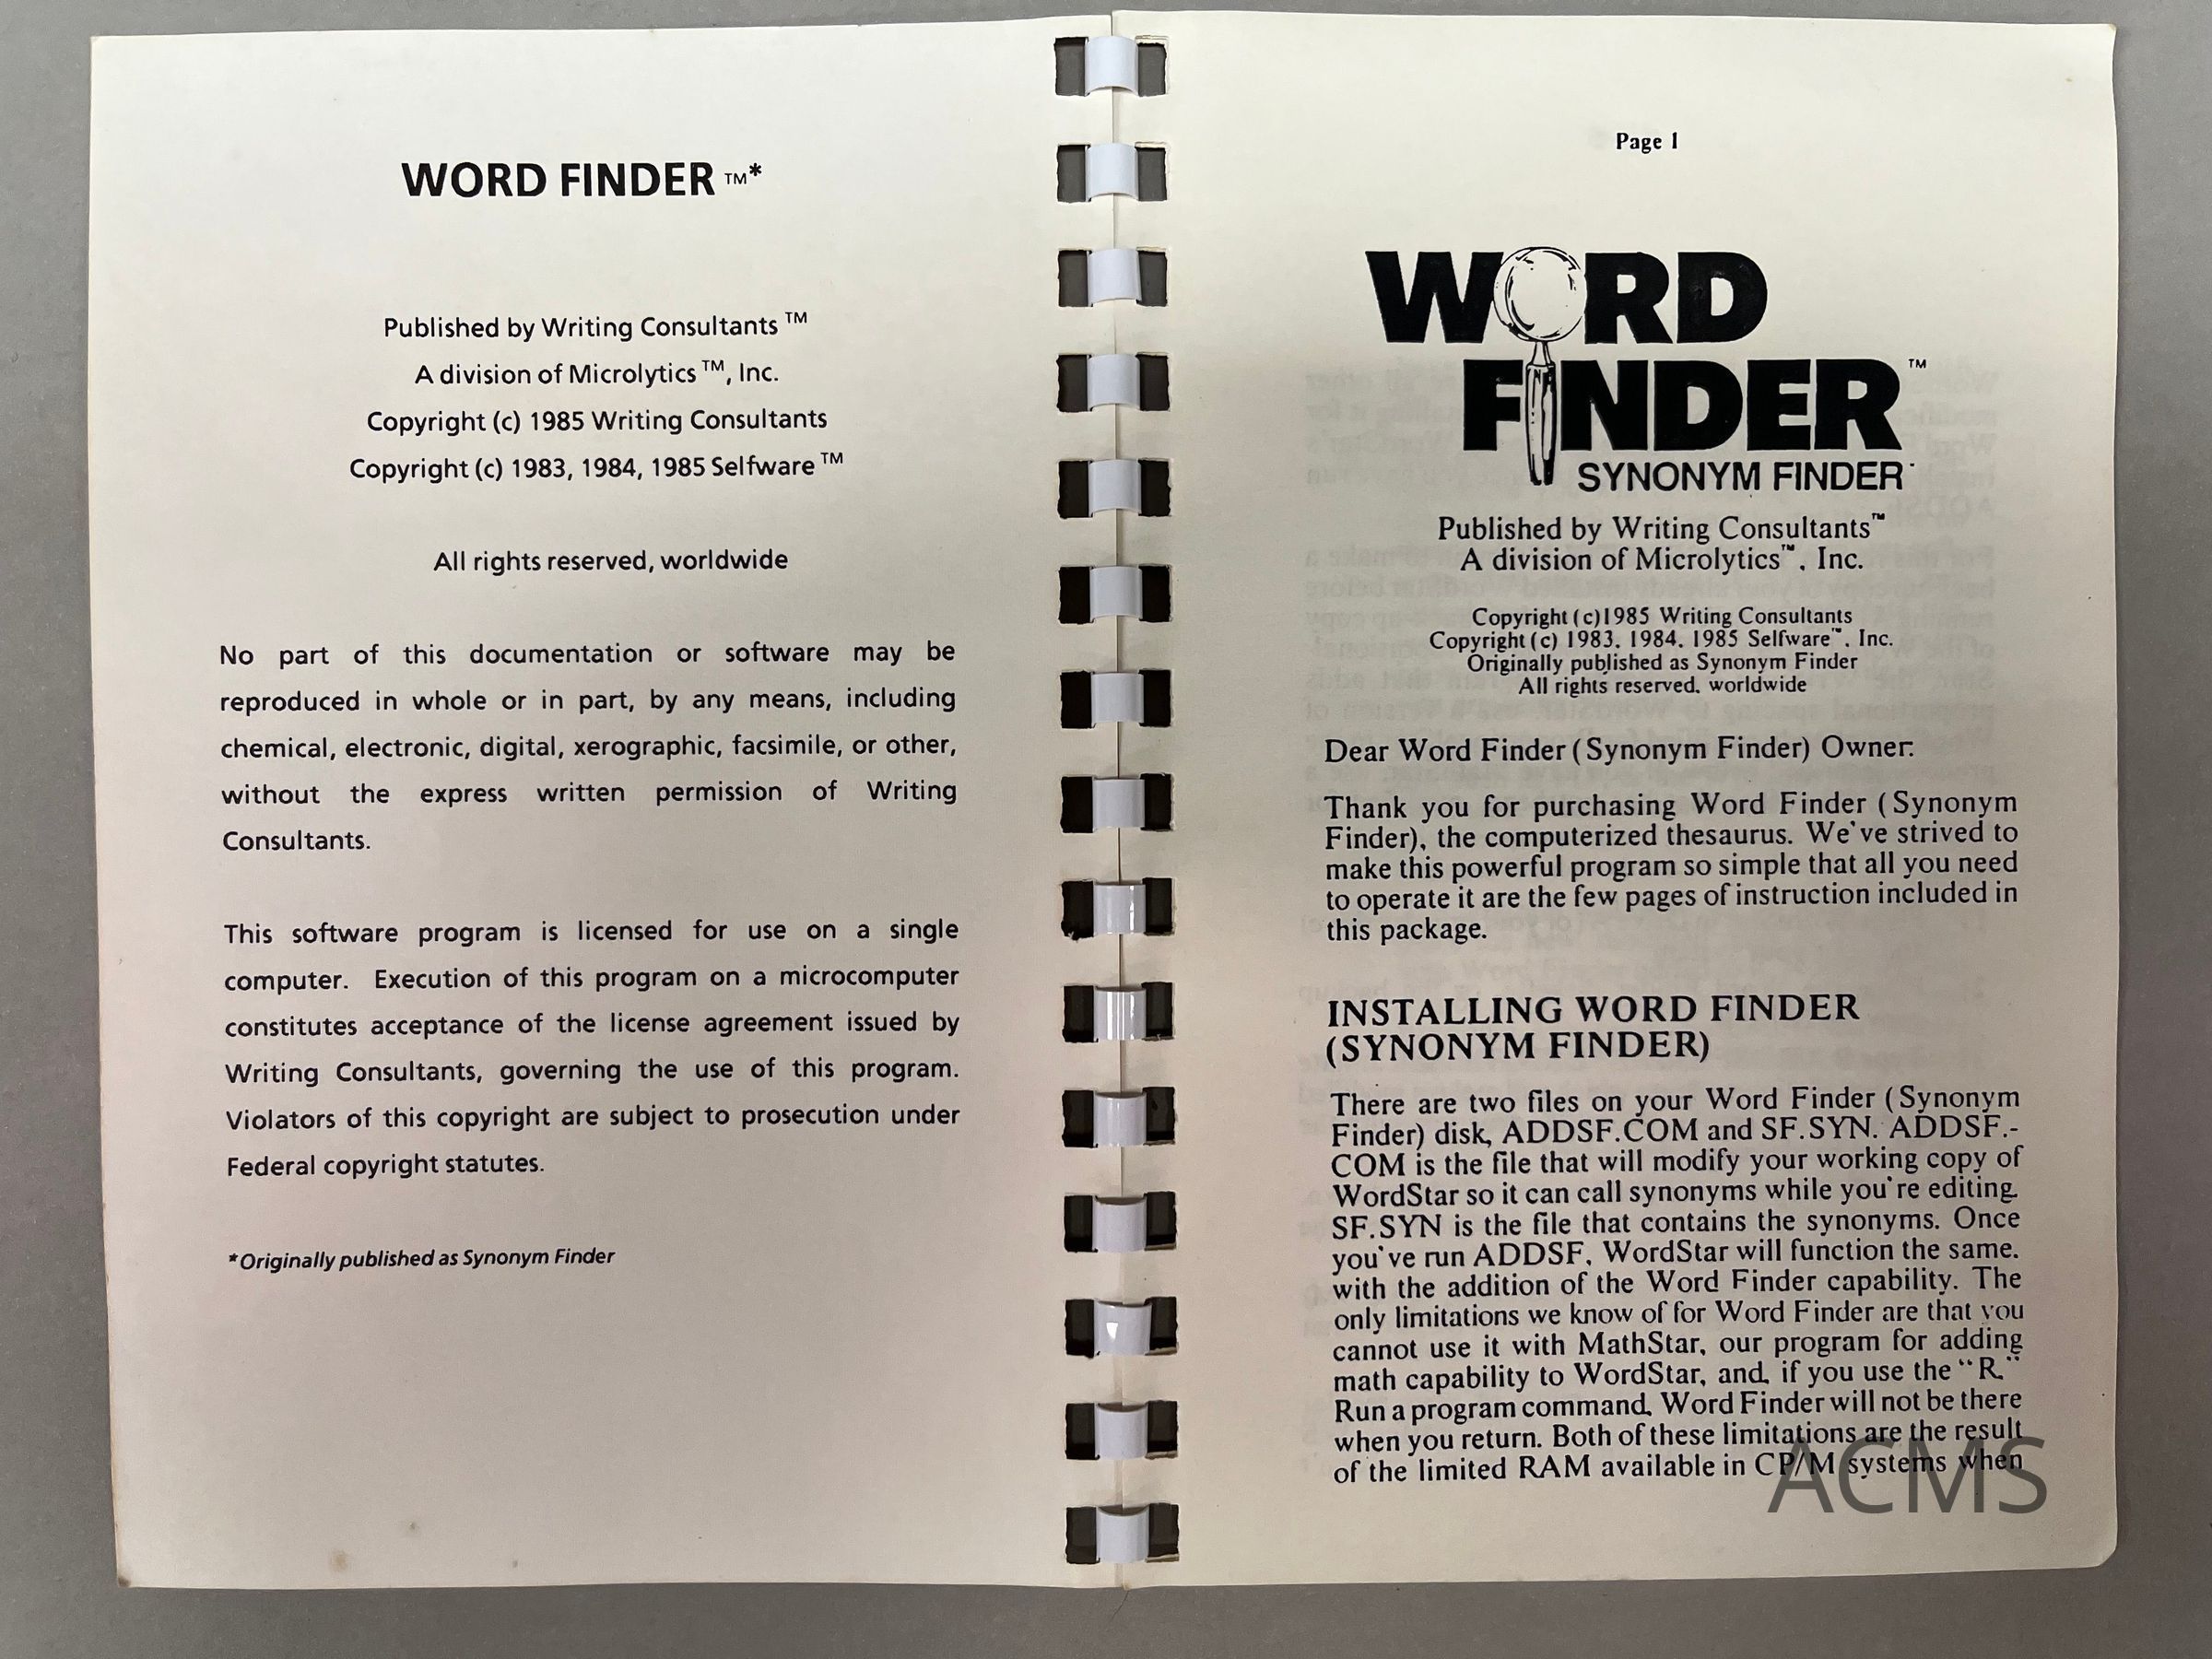 WORD FINDER ™*
Published by Writing Consultants ™
A division of Microlytics ™, Inc.
Copyright (c) 1985 Writing Consultants
Copyright (c) 1983, 1984, 1985 Selfware ™
All rights reserved, worldwide
No part of this documentation or software may be
reproduced in whole or in part, by any means, including
chemical, electronic, digital, xerographic, facsimile, or other,
without the express written permission of Writing
Consultants.
This software program is licensed for use on a single
computer. Execution of this program on a microcomputer
constitutes acceptance of the license agreement issued by
Writing Consultants, governing the use of this program.
Violators of this copyright are subject to prosecution under
Federal copyright statutes.
*Originally published as Synonym Finder
Page 1
WORD
FINDER™
SYNONYM FINDER
Published by Writing Consultants™
A division of Microlytics™, Inc.
Copyright (c)1985 Writing Consultants
Copyright (c) 1983, 1984, 1985 Selfware™, Inc.
Originally published as Synonym Finder
All rights reserved, worldwide
Dear Word Finder (Synonym Finder) Owner:
Thank you for purchasing Word Finder (Synonym
Finder), the computerized thesaurus. We've strived to
make this powerful program so simple that all you need
to operate it are the few pages of instruction included in
this package.
INSTALLING WORD FINDER
(SYNONYM FINDER)
There are two files on your Word Finder (Synonym
Finder) disk, ADDSF.COM and SF.SYN. ADDSF.-
COM is the file that will modify your working copy of
WordStar so it can call synonyms while you're editing.
SF.SYN is the file that contains the synonyms. Once
you've run ADDSF, WordStar will function the same,
with the addition of the Word Finder capability. The
only limitations we know of for Word Finder are that you
cannot use it with MathStar, our program for adding
math capability to WordStar, and, if you use the "R,"
Run a program command, Word Finder will not be there
when you return. Both of these limitations are the result
of the limited RAM available in CP/M systems when
ACMS